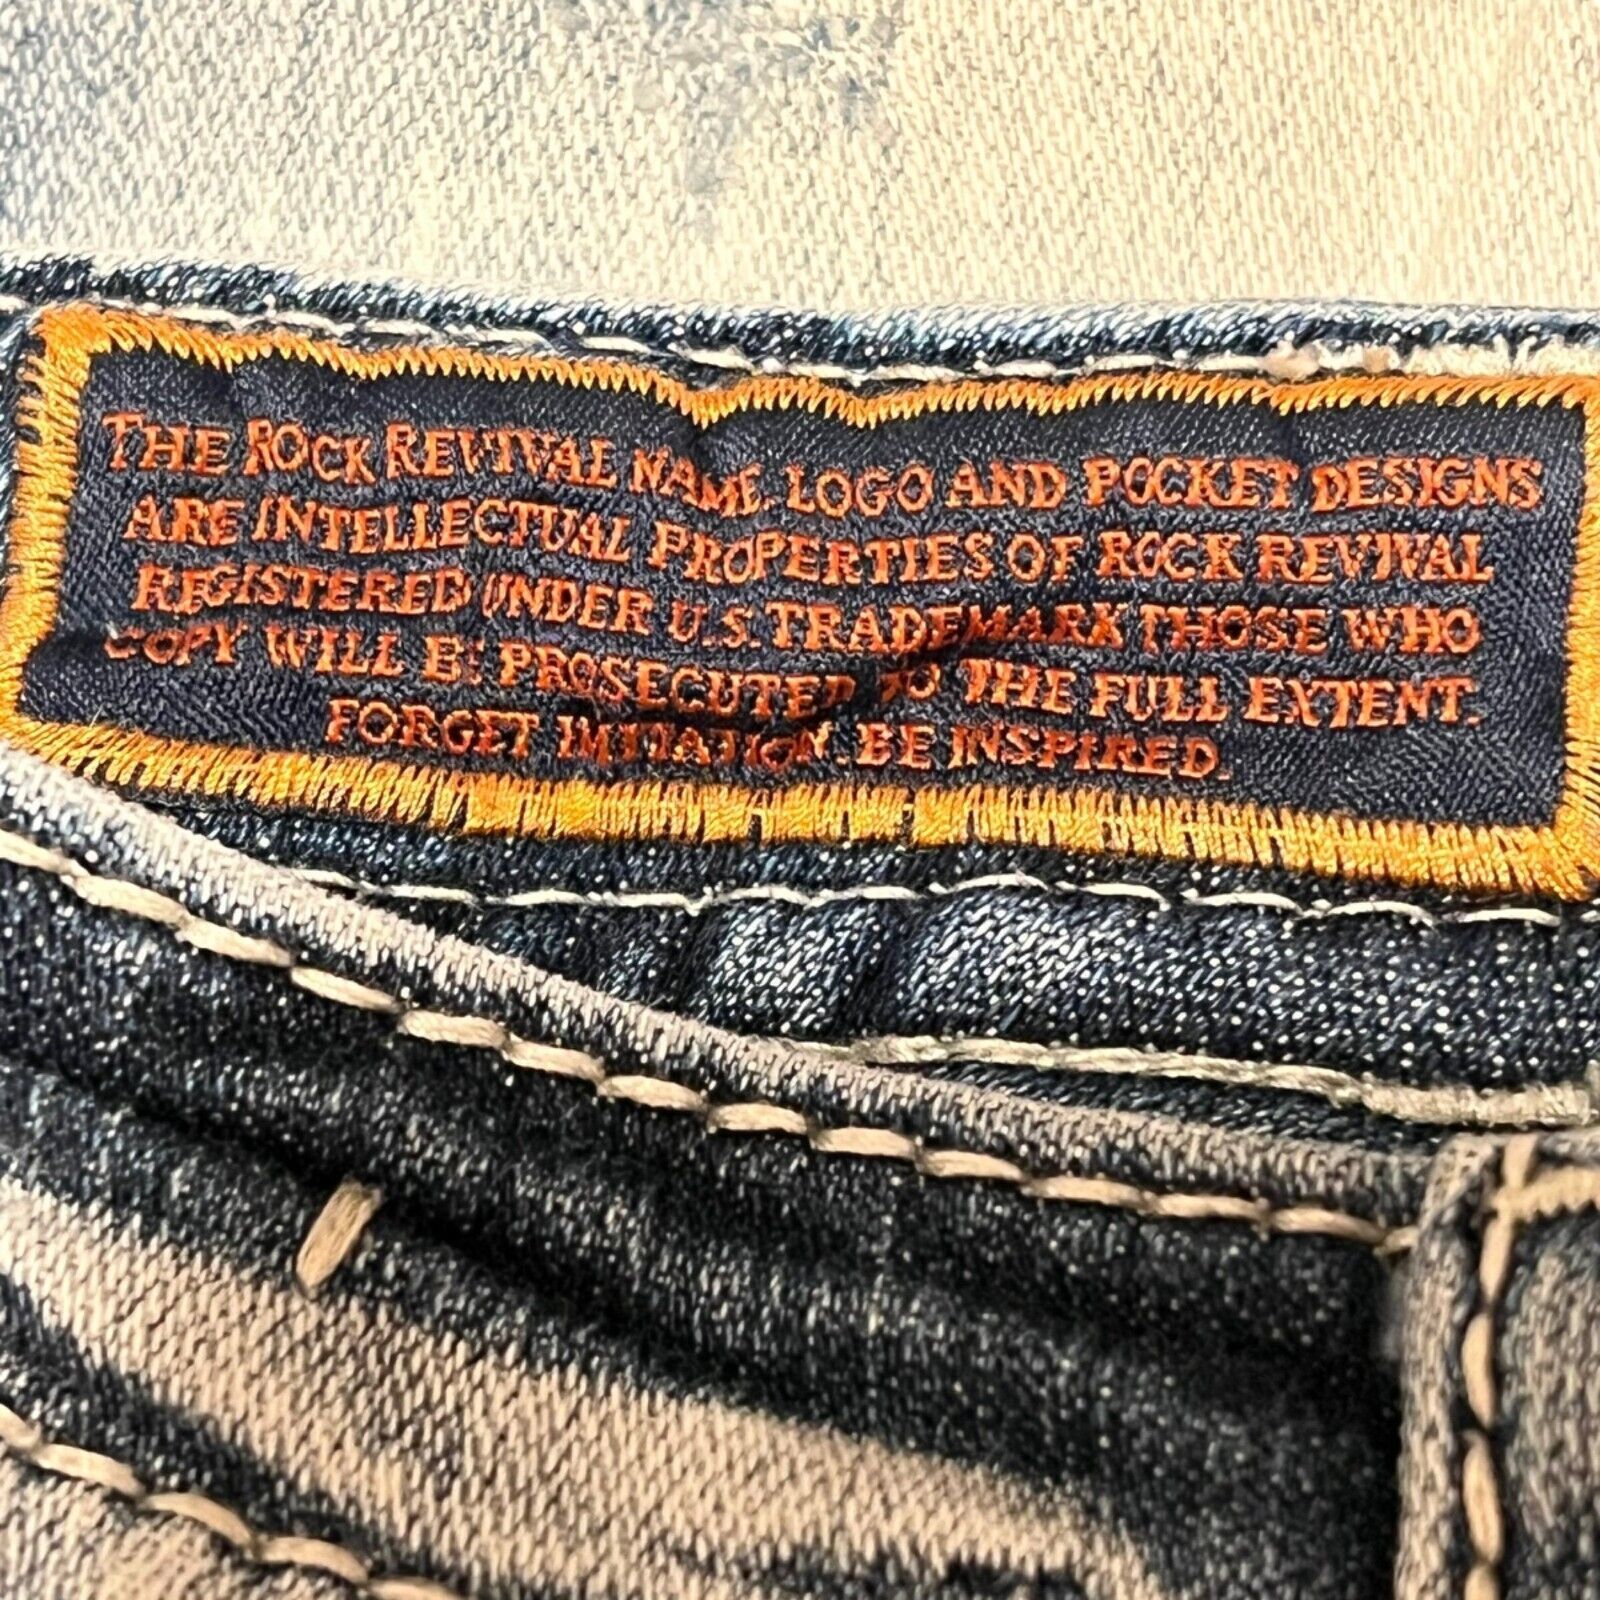 THE ROCK REVIVAL NAME, LOGO AND POCKET DESIGNS
ARE INTELLECTUAL PROPERTIES OF ROCK REVIVAL
REGISTERED UNDER U.S. TRADEMARK THOSE WHO
COPY WILL BE PROSECUTED TO THE FULL EXTENT.
FORGET IMITATION. BE INSPIRED.